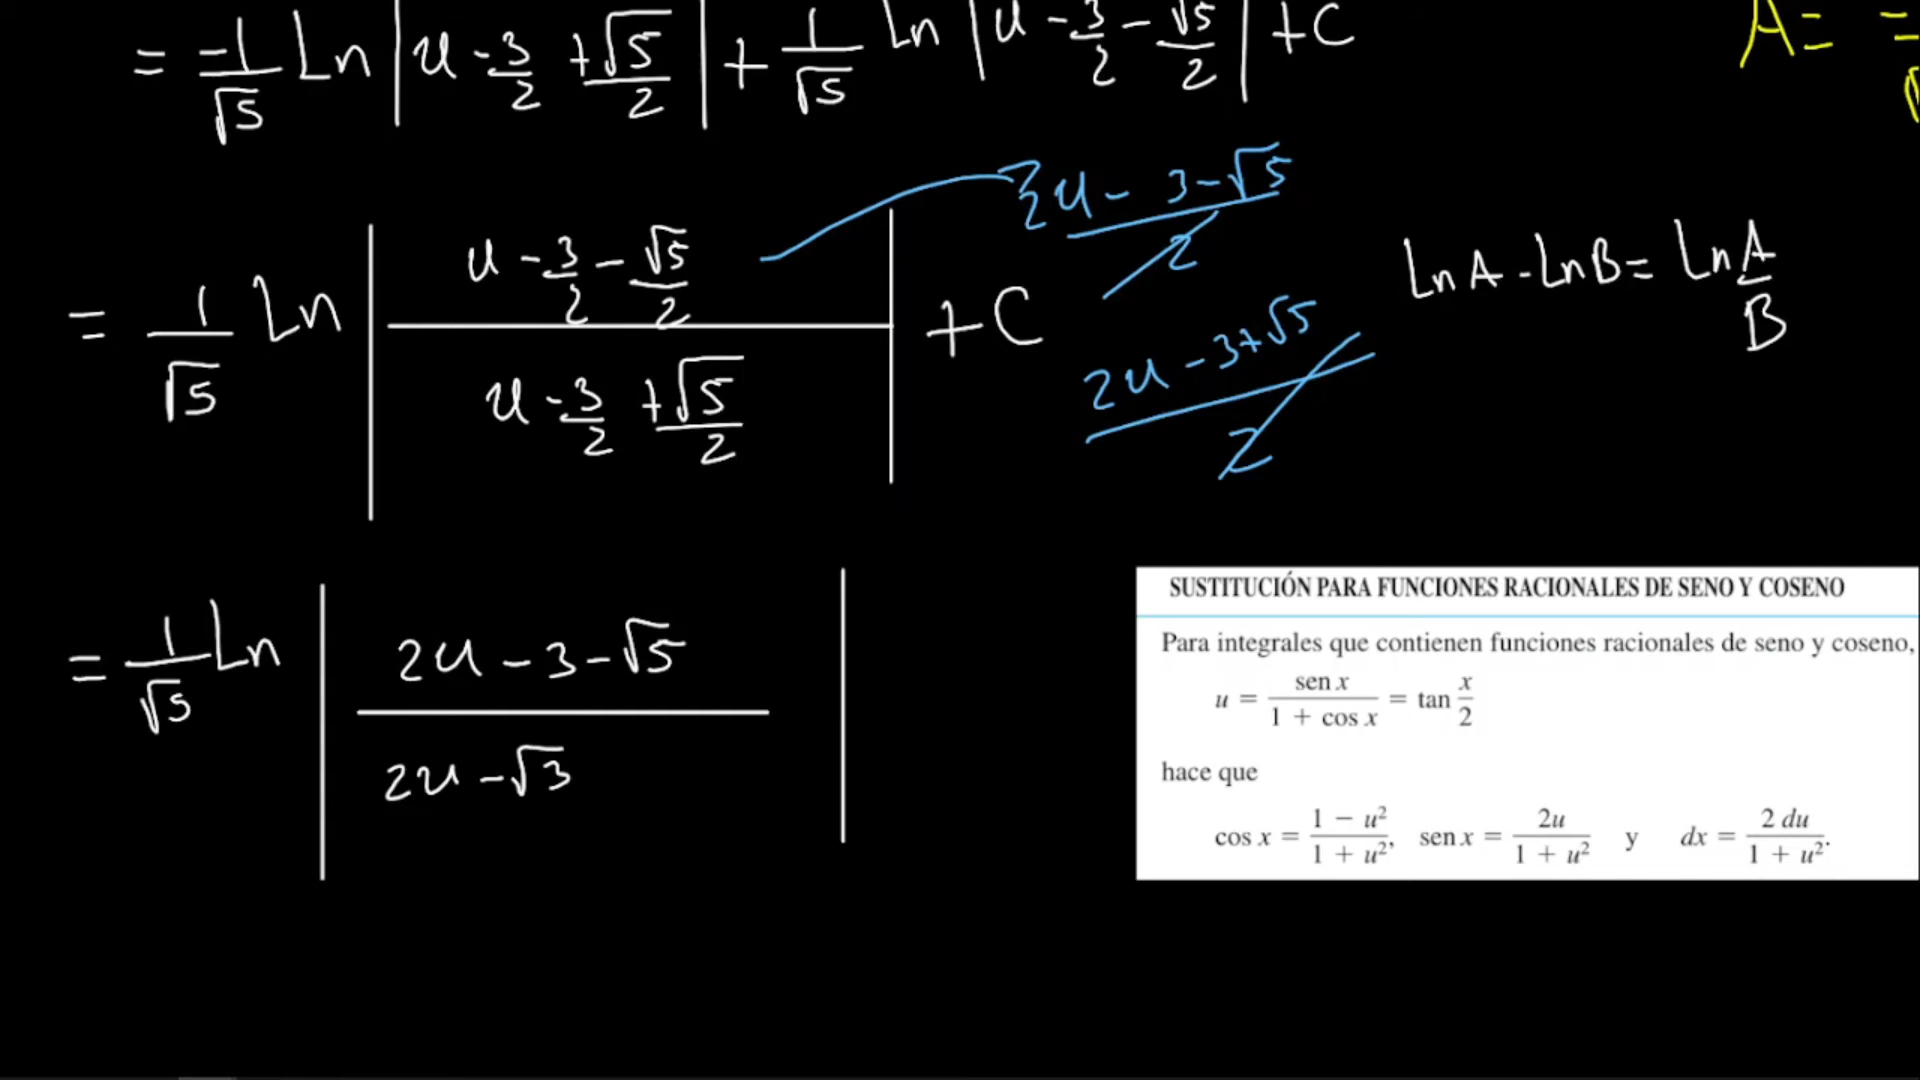 = -1/√5 Ln |u - 3/2 + √5/2| + 1/√5 Ln |u - 3/2 - √5/2| + C
A = -
√
= 1/√5 Ln | (u - 3/2 - √5/2) / (u - 3/2 + √5/2) | + C
2u - 3 - √5 / 2
2u - 3 + √5 / 2
Ln A - Ln B = Ln A/B
= 1/√5 Ln | (2u - 3 - √5) / (2u - √3) |
SUSTITUCIÓN PARA FUNCIONES RACIONALES DE SENO Y COSENO
Para integrales que contienen funciones racionales de seno y coseno,
u = sen x / (1 + cos x) = tan x/2
hace que
cos x = (1 − u²) / (1 + u²), sen x = 2u / (1 + u²) y dx = 2 du / (1 + u²).